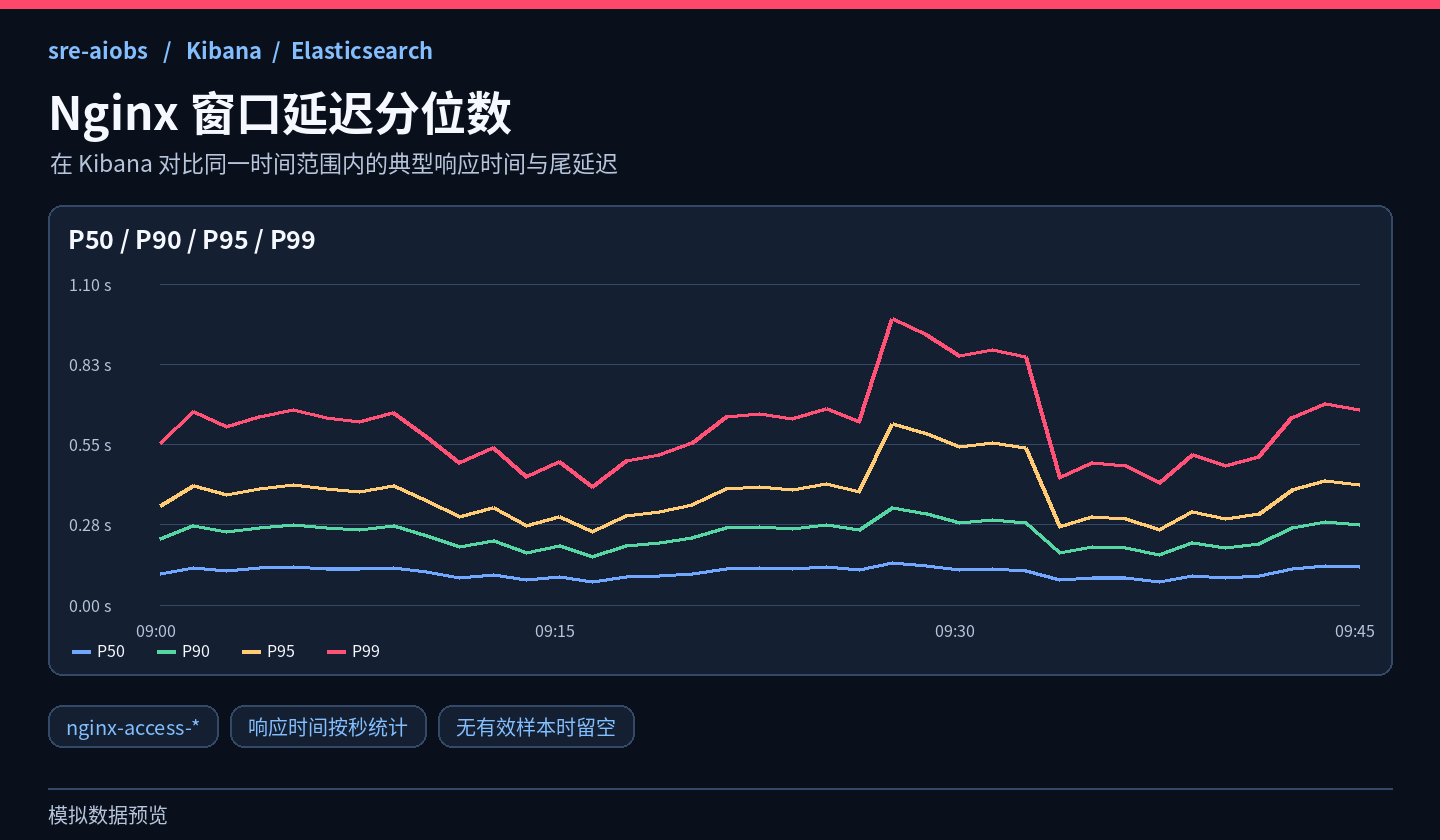 sre-aiobs / Kibana / Elasticsearch
Nginx 窗口延迟分位数
在 Kibana 对比同一时间范围内的典型响应时间与尾延迟
P50 / P90 / P95 / P99
1.10 s
0.83 s
0.55 s
0.28 s
0.00 s
09:00 09:15 09:30 09:45
P50 P90 P95 P99
nginx-access-* 响应时间按秒统计 无有效样本时留空
模拟数据预览